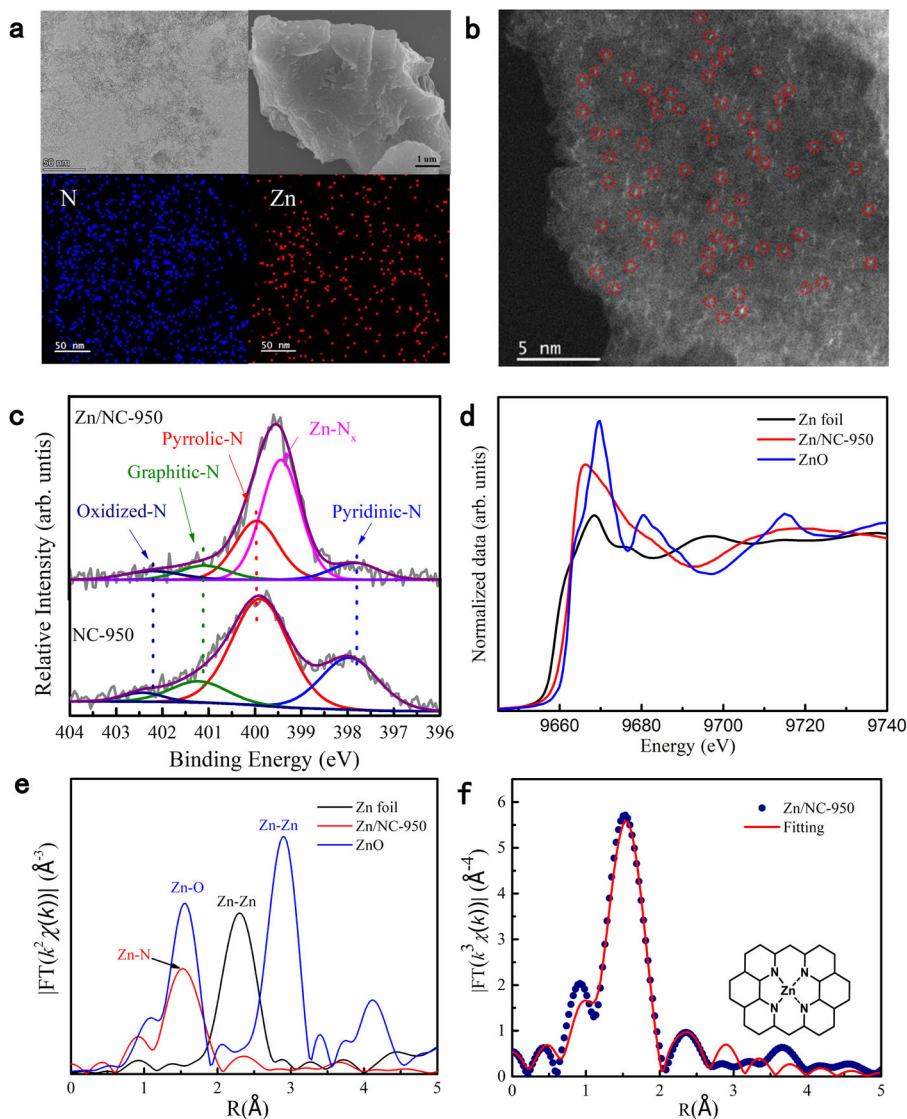 a
50 nm
1 um
N
Zn
50 nm
50 nm
b
5 nm
c
Zn/NC-950
Zn-Nₓ
Pyrrolic-N
Graphitic-N
Oxidized-N
Pyridinic-N
NC-950
Relative Intensity (arb. untis)
404 403 402 401 400 399 398 397 396
Binding Energy (eV)
d
Zn foil
Zn/NC-950
ZnO
Normalized data (arb. units)
9660 9680 9700 9720 9740
Energy (eV)
e
Zn foil
Zn/NC-950
ZnO
Zn-Zn
Zn-O
Zn-Zn
Zn-N
|FT(k²χ(k))| (Å⁻³)
0 1 2 3 4 5
R(Å)
f
Zn/NC-950
Fitting
|FT(k³χ(k))| (Å⁻⁴)
6
5
4
3
2
1
0
N N
Zn
N N
0 1 2 3 4 5
R(Å)